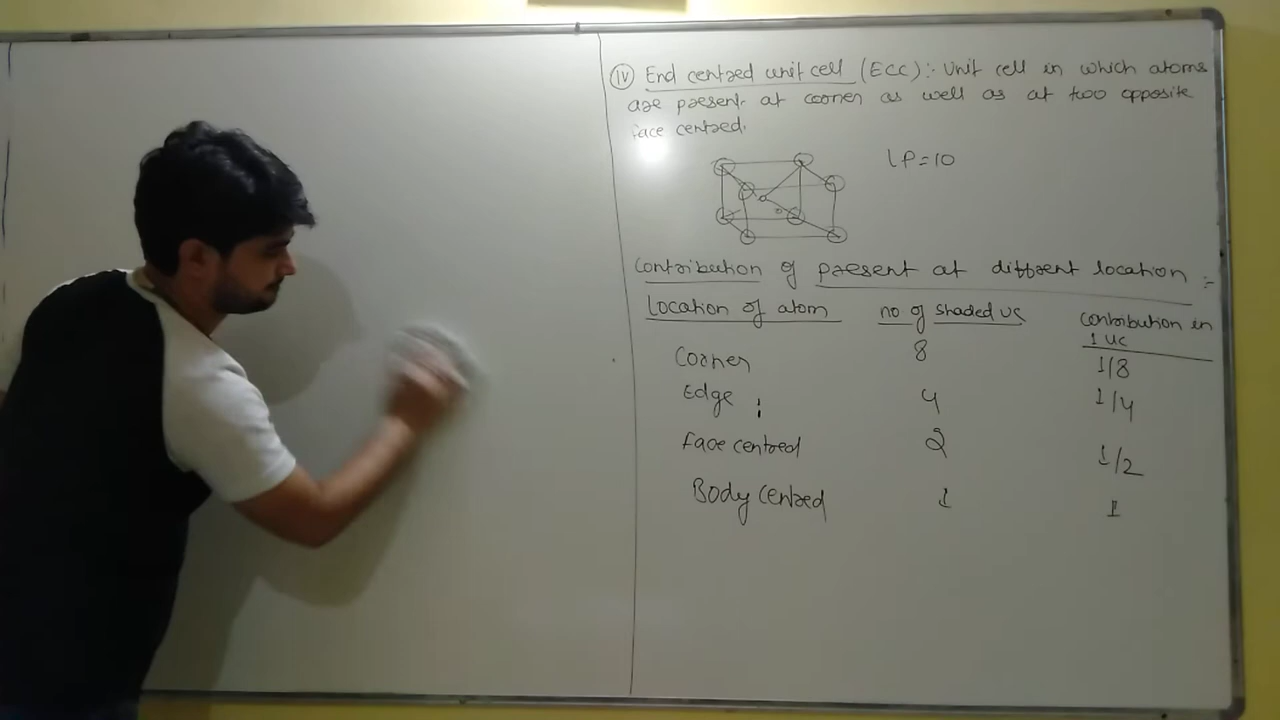 IV End centred unit cell (ECC):- Unit cell in which atoms
are present at corner as well as at two opposite
face centred.
LP=10
Contribution of present at diffrent location :-
Location of atom no of shaded UC Contribution in
1 UC
Corner 8 1/8
Edge 4 1/4
face centred 2 1/2
Body centred 1 1